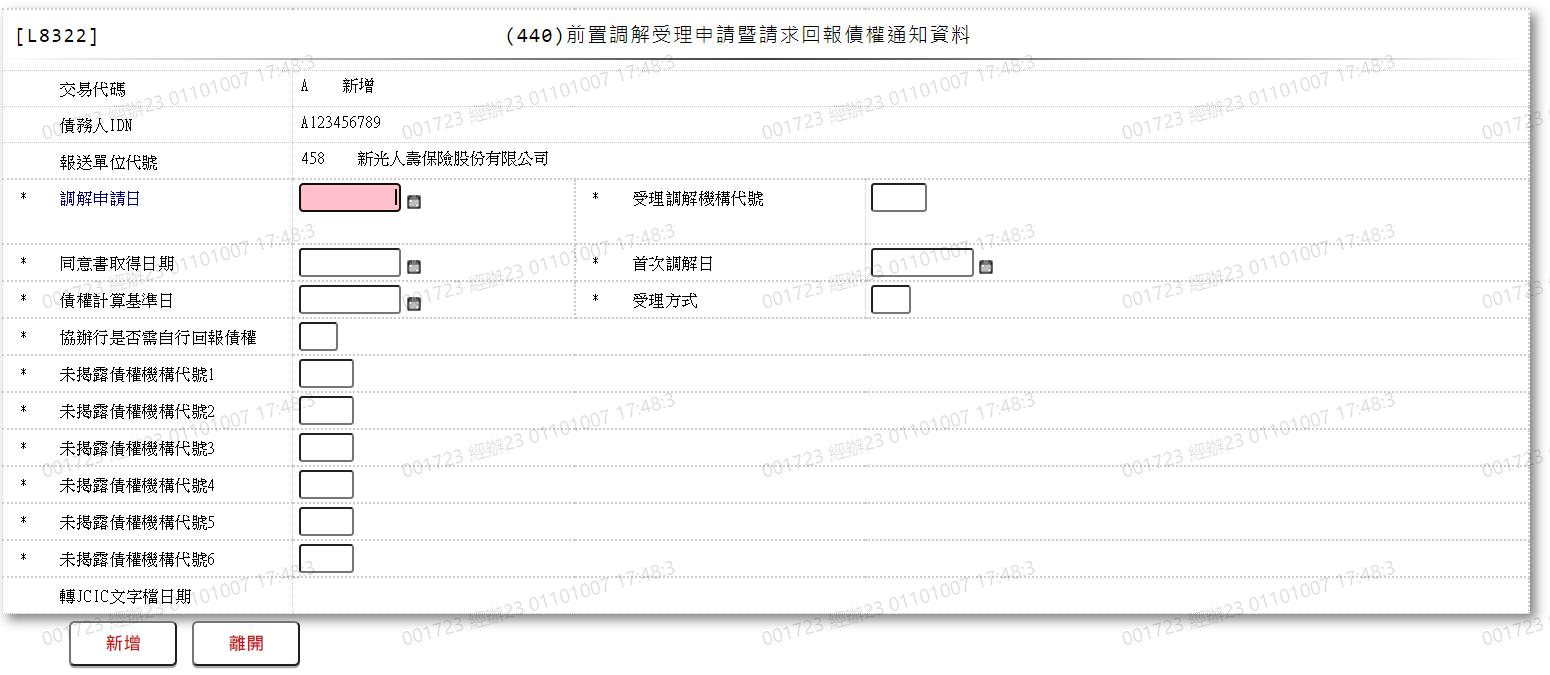 [L8322] (440)前置調解受理申請暨請求回報債權通知資料
交易代碼 A 新增
債務人IDN A123456789
報送單位代號 458 新光人壽保險股份有限公司
* 調解申請日 * 受理調解機構代號
* 同意書取得日期 * 首次調解日
* 債權計算基準日 * 受理方式
* 協辦行是否需自行回報債權
* 未揭露債權機構代號1
* 未揭露債權機構代號2
* 未揭露債權機構代號3
* 未揭露債權機構代號4
* 未揭露債權機構代號5
* 未揭露債權機構代號6
轉JCIC文字檔日期
新增 離開
001723 經辦23 01101007 17:48:3